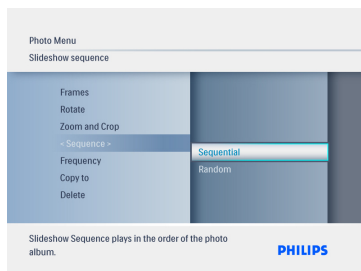 Photo Menu
Slideshow sequence
Frames
Rotate
Zoom and Crop
« Sequence »
Frequency
Copy to
Delete
Sequential
Random
Slideshow Sequence plays in the order of the photo
album.
PHILIPS